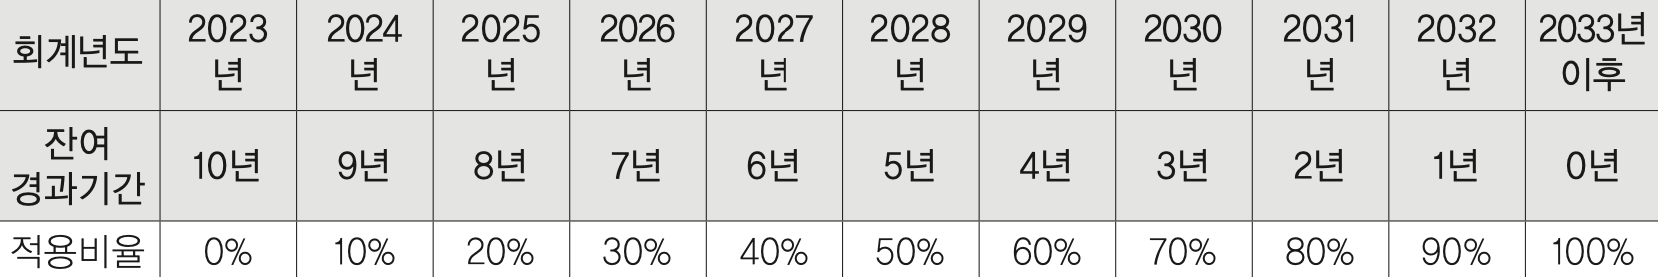 회계년도 2023년 2024년 2025년 2026년 2027년 2028년 2029년 2030년 2031년 2032년 2033년 이후
잔여 경과기간 10년 9년 8년 7년 6년 5년 4년 3년 2년 1년 0년
적용비율 0% 10% 20% 30% 40% 50% 60% 70% 80% 90% 100%